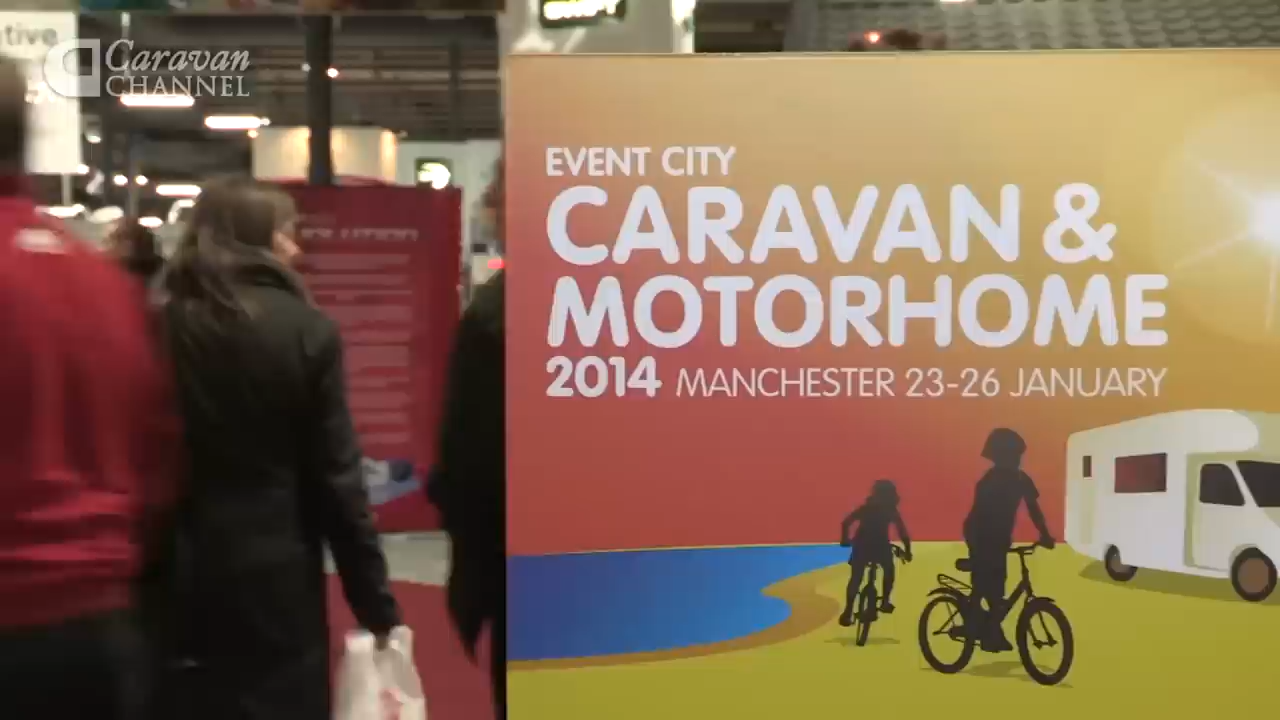 Caravan
CHANNEL
EVENT CITY
CARAVAN &
MOTORHOME
2014 MANCHESTER 23-26 JANUARY